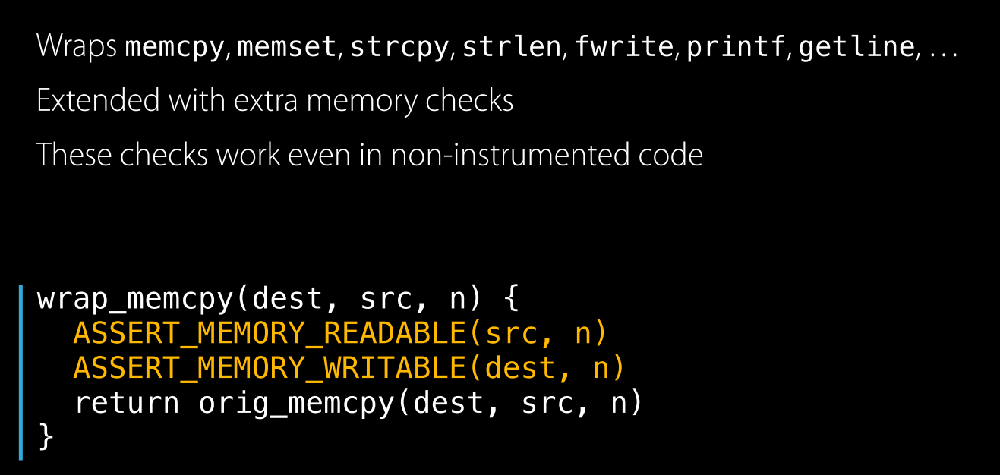 Wraps memcpy, memset, strcpy, strlen, fwrite, printf, getline, ...
Extended with extra memory checks
These checks work even in non-instrumented code
wrap_memcpy(dest, src, n) {
  ASSERT_MEMORY_READABLE(src, n)
  ASSERT_MEMORY_WRITABLE(dest, n)
  return orig_memcpy(dest, src, n)
}